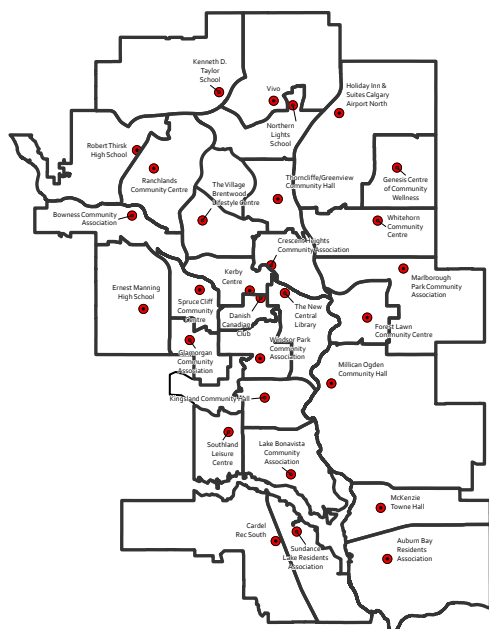 Kenneth D.
Taylor
School
Vivo
Holiday Inn &
Suites Calgary
Airport North
Northern
Lights
School
Robert Thirsk
High School
Ranchlands
Community Centre
The Village
Brentwood
Lifestyle Centre
Thorncliffe/Greenview
Community Hall
Genesis Centre
of Community
Wellness
Bowness Community
Association
Whitehorn
Community
Centre
Crescent Heights
Community Association
Kerby
Centre
Marlborough
Park Community
Association
Ernest Manning
High School
Spruce Cliff
Community
Centre
Danish
Canadian
Club
The New
Central
Library
Forest Lawn
Community Centre
Glamorgan
Community
Association
Windsor Park
Community
Association
Millican Ogden
Community Hall
Kingsland Community Hall
Southland
Leisure
Centre
Lake Bonavista
Community
Association
McKenzie
Towne Hall
Cardel
Rec South
Sundance
Lake Residents
Association
Auburn Bay
Residents
Association